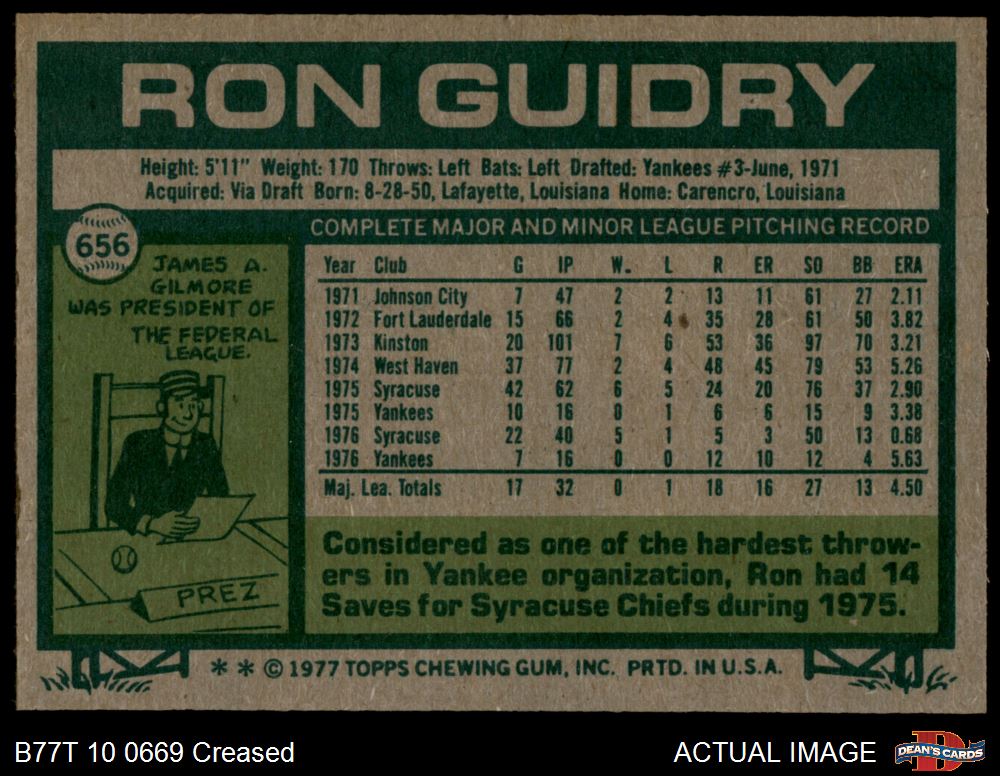 RON GUIDRY
Height: 5'11" Weight: 170 Throws: Left Bats: Left Drafted: Yankees #3-June, 1971
Acquired: Via Draft Born: 8-28-50, Lafayette, Louisiana Home: Carencro, Louisiana
656
JAMES A.
GILMORE
WAS PRESIDENT OF
THE FEDERAL
LEAGUE.
PREZ
COMPLETE MAJOR AND MINOR LEAGUE PITCHING RECORD
Year Club G IP W. L R ER SO BB ERA
1971 Johnson City 7 47 2 2 13 11 61 27 2.11
1972 Fort Lauderdale 15 66 2 4 35 28 61 50 3.82
1973 Kinston 20 101 7 6 53 36 97 70 3.21
1974 West Haven 37 77 2 4 48 45 79 53 5.26
1975 Syracuse 42 62 6 5 24 20 76 37 2.90
1975 Yankees 10 16 0 1 6 6 15 9 3.38
1976 Syracuse 22 40 5 1 5 3 50 13 0.68
1976 Yankees 7 16 0 0 12 10 12 4 5.63
Maj. Lea. Totals 17 32 0 1 18 16 27 13 4.50
Considered as one of the hardest throw-
ers in Yankee organization, Ron had 14
Saves for Syracuse Chiefs during 1975.
* * © 1977 TOPPS CHEWING GUM, INC. PRTD. IN U.S.A.
B77T 10 0669 Creased
ACTUAL IMAGE
DEAN'S CARDS